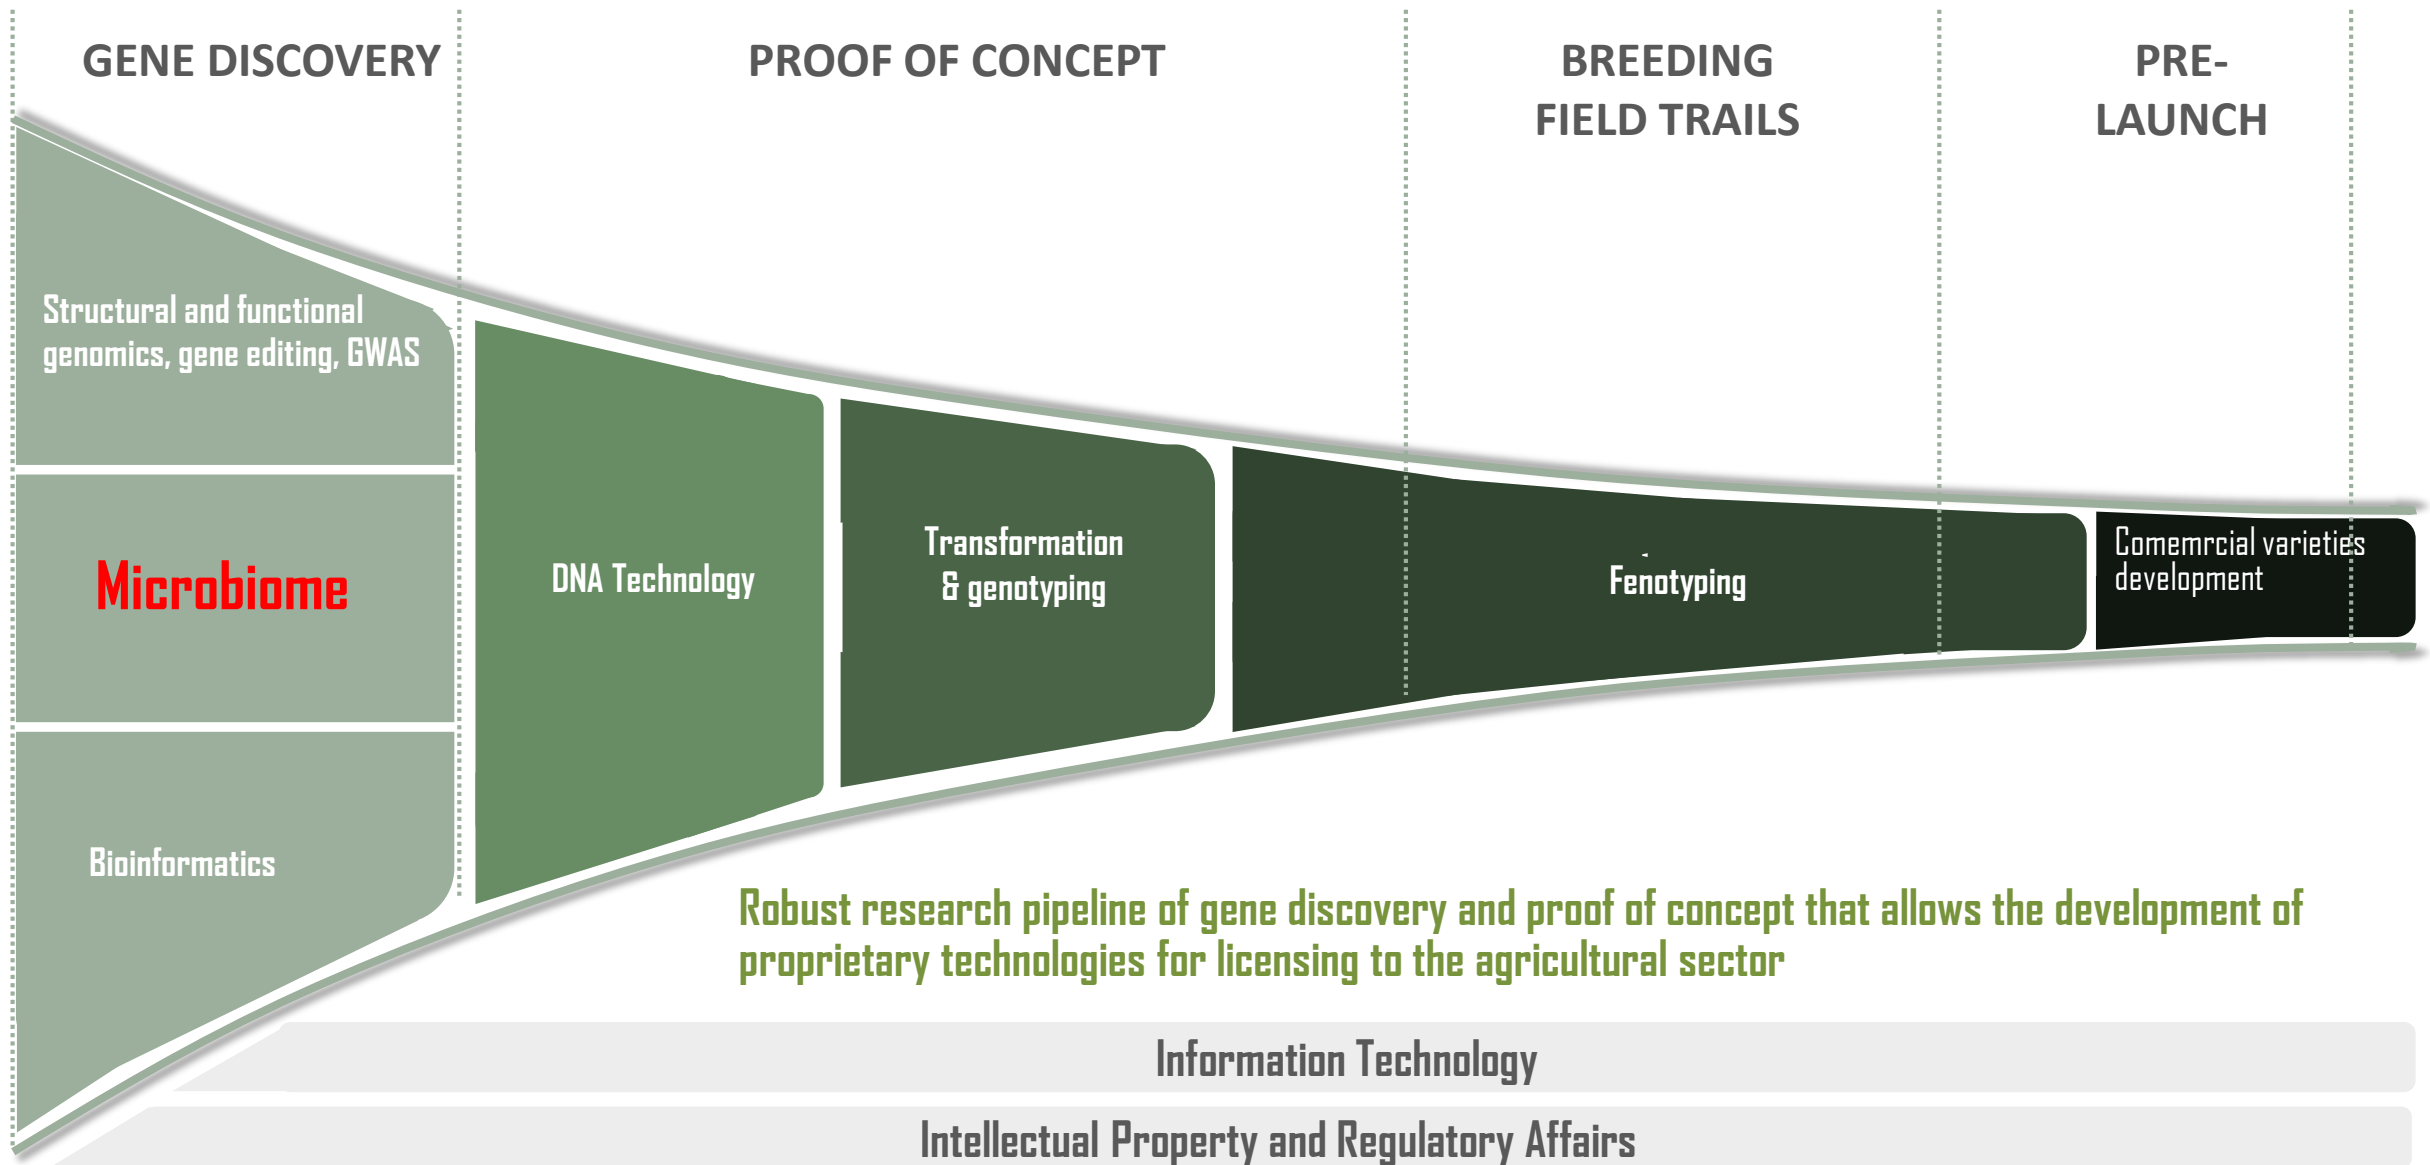 GENE DISCOVERY
PROOF OF CONCEPT
BREEDING
FIELD TRAILS
PRE-
LAUNCH
Structural and functional
genomics, gene editing, GWAS
Microbiome
Bioinformatics
DNA Technology
Transformation
& genotyping
Fenotyping
Comemrcial varieties
development
Robust research pipeline of gene discovery and proof of concept that allows the development of
proprietary technologies for licensing to the agricultural sector
Information Technology
Intellectual Property and Regulatory Affairs